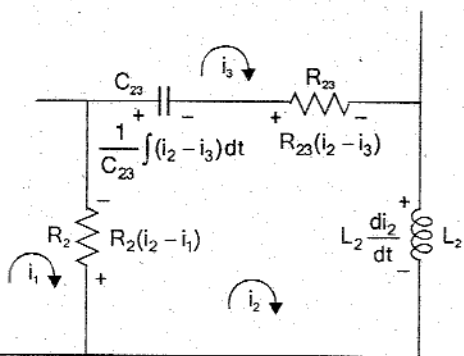 i₃
C₂₃ R₂₃
+ − + −
1/C₂₃ ∫(i₂ − i₃)dt R₂₃(i₂ − i₃)
− +
R₂ R₂(i₂ − i₁) L₂ di₂/dt L₂
+ −
i₁ i₂